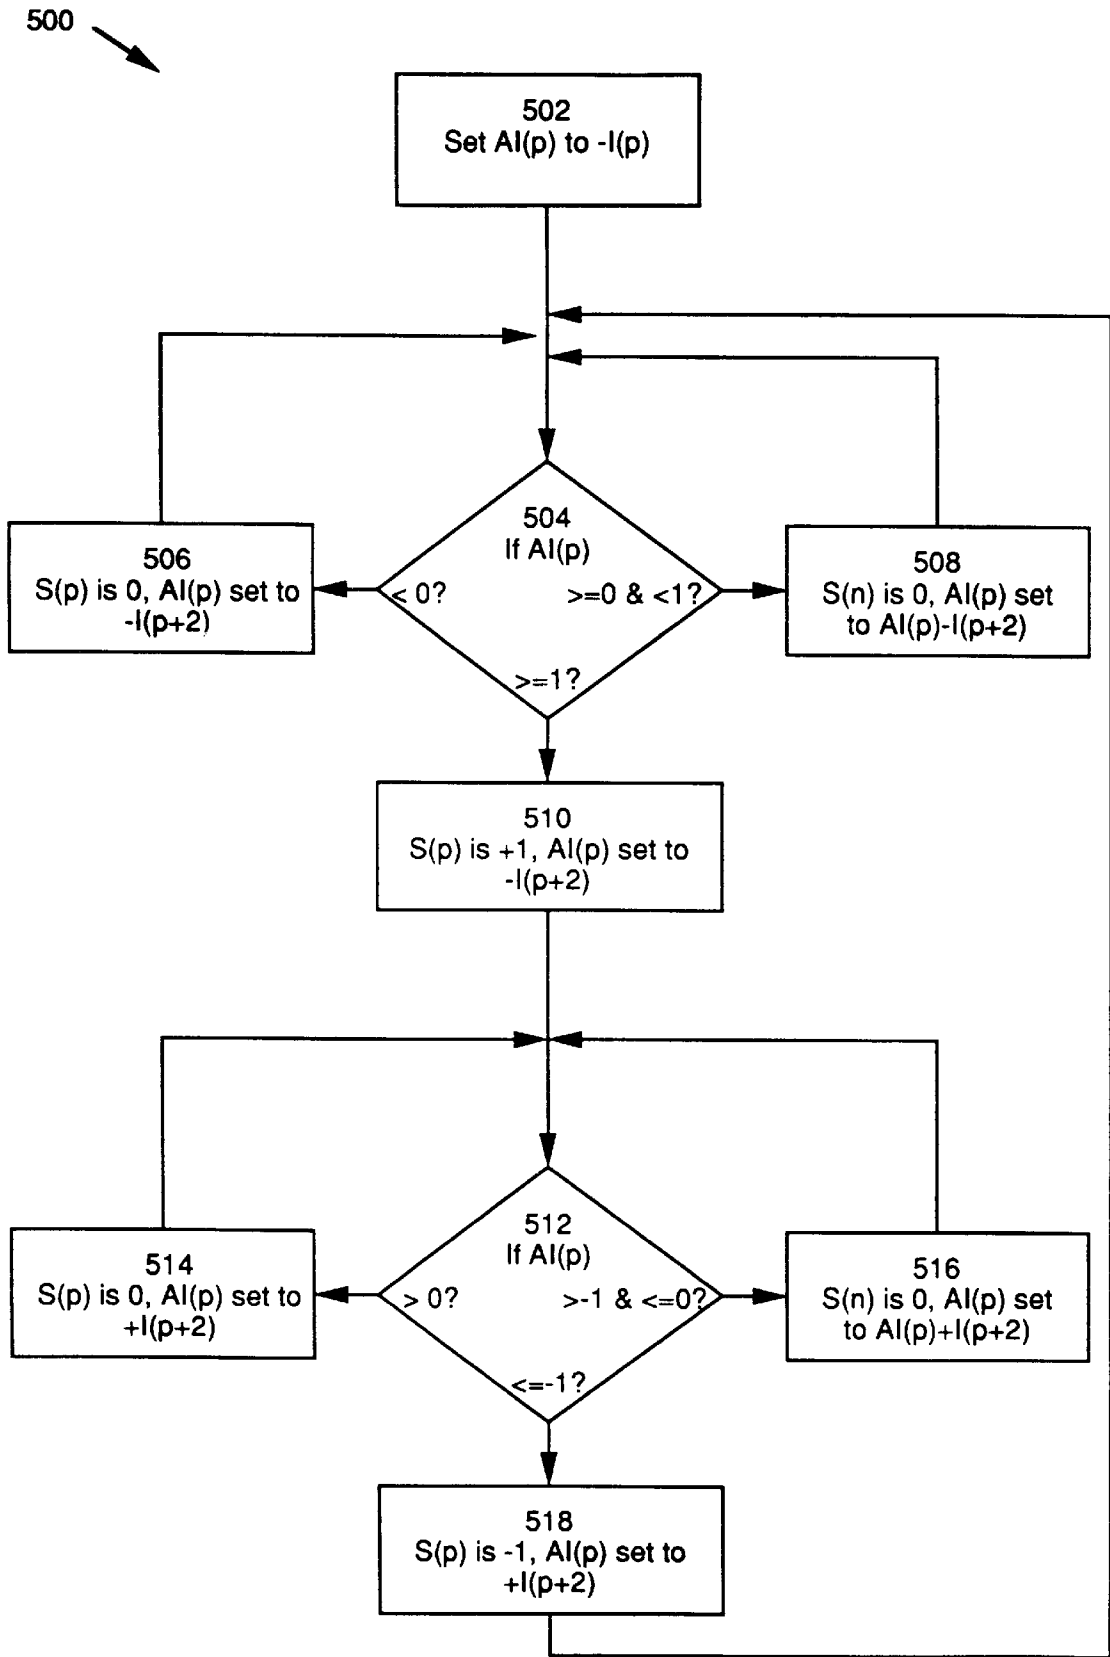 500
502
Set AI(p) to -I(p)
504
If AI(p)
< 0?
>=0 & <1?
>=1?
506
S(p) is 0, AI(p) set to
-I(p+2)
508
S(n) is 0, AI(p) set
to AI(p)-I(p+2)
510
S(p) is +1, AI(p) set to
-I(p+2)
512
If AI(p)
> 0?
>-1 & <=0?
<=-1?
514
S(p) is 0, AI(p) set to
+I(p+2)
516
S(n) is 0, AI(p) set
to AI(p)+I(p+2)
518
S(p) is -1, AI(p) set to
+I(p+2)